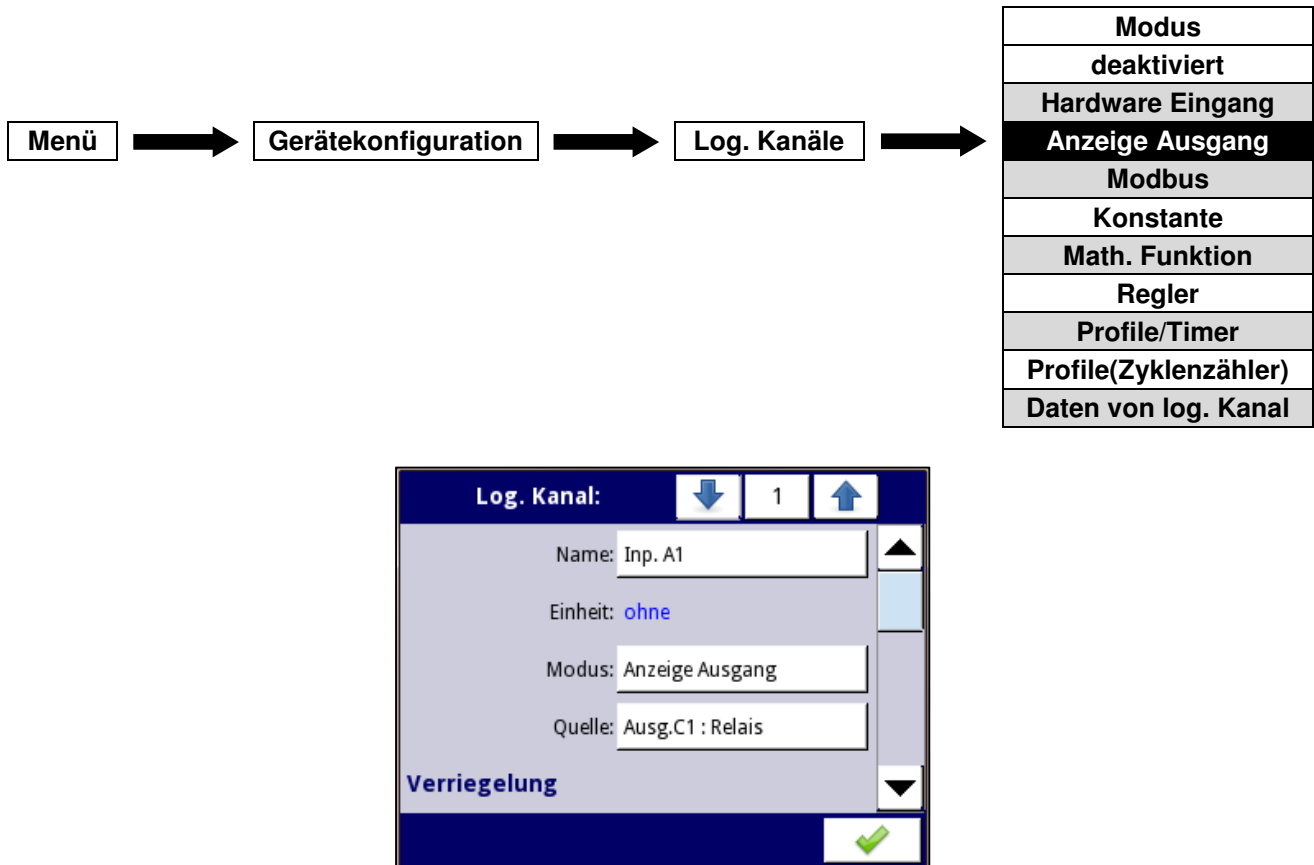 Menü
Gerätekonfiguration
Log. Kanäle
Modus
deaktiviert
Hardware Eingang
Anzeige Ausgang
Modbus
Konstante
Math. Funktion
Regler
Profile/Timer
Profile(Zyklenzähler)
Daten von log. Kanal
Log. Kanal: 1
Name: Inp. A1
Einheit: ohne
Modus: Anzeige Ausgang
Quelle: Ausg.C1 : Relais
Verriegelung